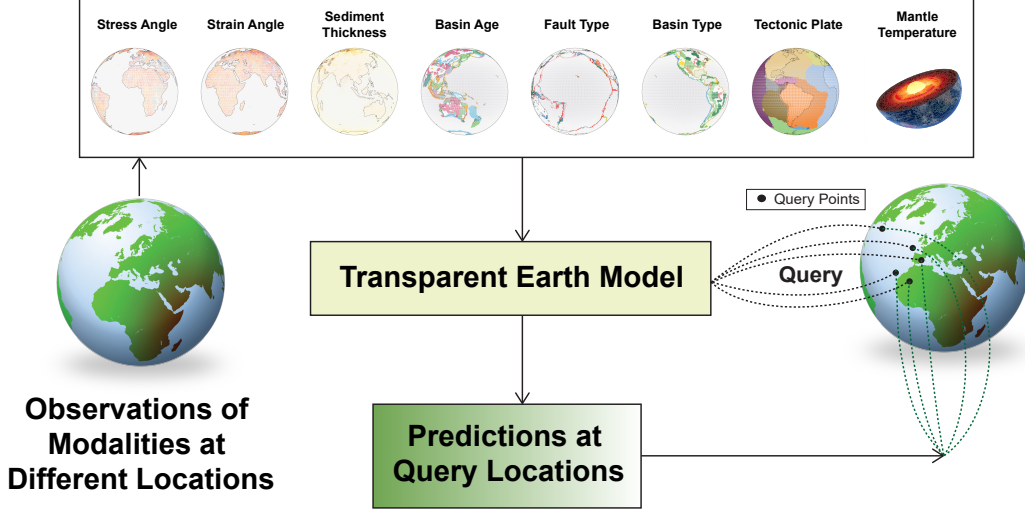 Stress Angle
Strain Angle
Sediment
Thickness
Basin Age
Fault Type
Basin Type
Tectonic Plate
Mantle
Temperature
Query Points
Transparent Earth Model
Query
Observations of
Modalities at
Different Locations
Predictions at
Query Locations